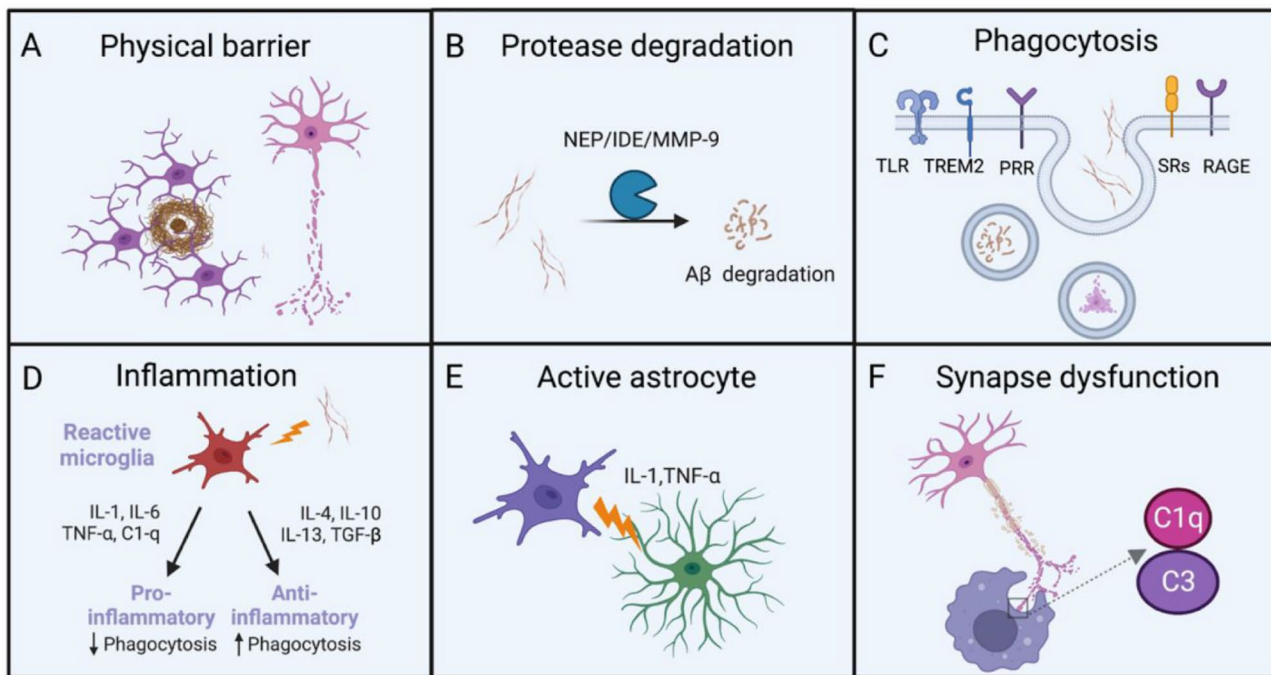 A Physical barrier
B Protease degradation
NEP/IDE/MMP-9
Aβ degradation
C Phagocytosis
TLR TREM2 PRR SRs RAGE
D Inflammation
Reactive
microglia
IL-1, IL-6
TNF-α, C1-q
IL-4, IL-10
IL-13, TGF-β
Pro-
inflammatory
↓ Phagocytosis
Anti-
inflammatory
↑ Phagocytosis
E Active astrocyte
IL-1,TNF-α
F Synapse dysfunction
C1q
C3